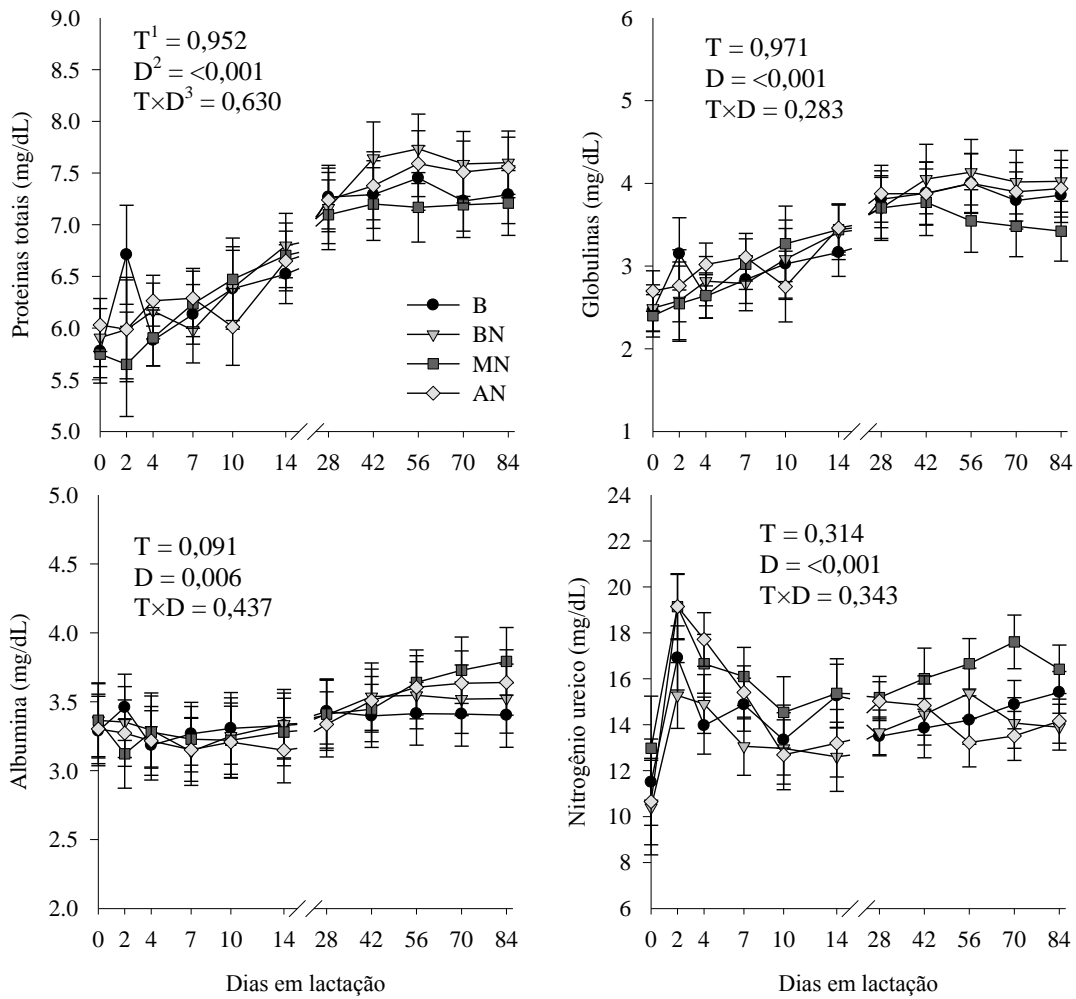 Proteinas totais (mg/dL)
9.0
8.5
8.0
7.5
7.0
6.5
6.0
5.5
5.0
T¹ = 0,952
D² = <0,001
T×D³ = 0,630
B
BN
MN
AN
0 2 4 7 10 14 28 42 56 70 84
Globulinas (mg/dL)
6
5
4
3
2
1
T = 0,971
D = <0,001
T×D = 0,283
0 2 4 7 10 14 28 42 56 70 84
Albumina (mg/dL)
5.0
4.5
4.0
3.5
3.0
2.5
2.0
T = 0,091
D = 0,006
T×D = 0,437
0 2 4 7 10 14 28 42 56 70 84
Dias em lactação
Nitrogênio ureico (mg/dL)
24
22
20
18
16
14
12
10
8
6
T = 0,314
D = <0,001
T×D = 0,343
0 2 4 7 10 14 28 42 56 70 84
Dias em lactação